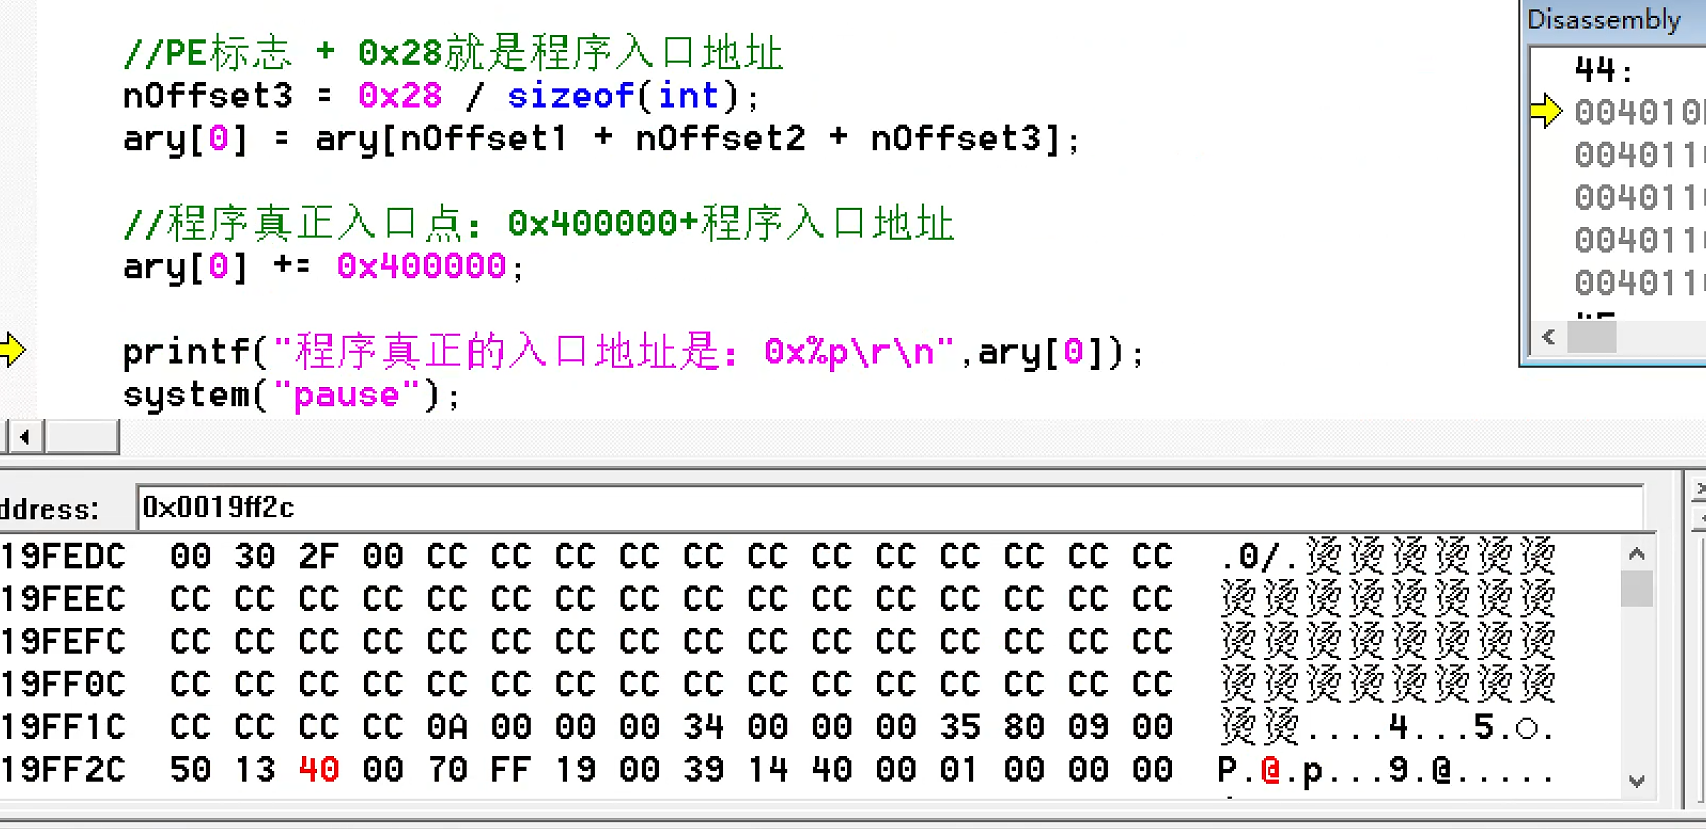 //PE标志 + 0x28就是程序入口地址
nOffset3 = 0x28 / sizeof(int);
ary[0] = ary[nOffset1 + nOffset2 + nOffset3];
//程序真正入口点: 0x400000+程序入口地址
ary[0] += 0x400000;
printf("程序真正的入口地址是: 0x%p\r\n",ary[0]);
system("pause");
Disassembly
44:
004010
004011
004011
004011
004011
ddress: 0x0019ff2c
19FEDC 00 30 2F 00 CC CC CC CC CC CC CC CC CC CC CC CC .0/.烫烫烫烫烫烫
19FEEC CC CC CC CC CC CC CC CC CC CC CC CC CC CC CC CC 烫烫烫烫烫烫烫烫
19FEFC CC CC CC CC CC CC CC CC CC CC CC CC CC CC CC CC 烫烫烫烫烫烫烫烫
19FF0C CC CC CC CC CC CC CC CC CC CC CC CC CC CC CC CC 烫烫烫烫烫烫烫烫
19FF1C CC CC CC CC 0A 00 00 00 34 00 00 00 35 80 09 00 烫烫....4...5.○.
19FF2C 50 13 40 00 70 FF 19 00 39 14 40 00 01 00 00 00 P.@.p...9.@.....